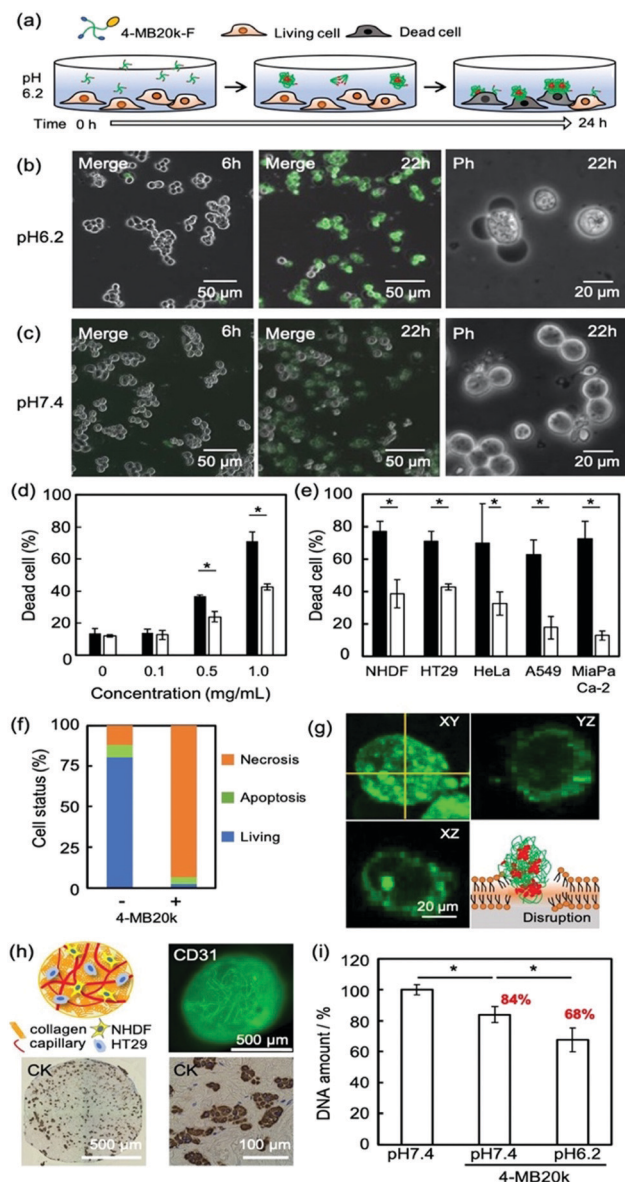 (a)
4-MB20k-F
Living cell
Dead cell
pH
6.2
Time 0 h
24 h
(b)
Merge 6h
Merge 22h
Ph 22h
pH6.2
50 µm
50 µm
20 µm
(c)
Merge 6h
Merge 22h
Ph 22h
pH7.4
50 µm
50 µm
20 µm
(d)
Dead cell (%)
80
60
40
20
0
*
*
0 0.1 0.5 1.0
Concentration (mg/mL)
(e)
Dead cell (%)
100
80
60
40
20
0
* * * * *
NHDF HT29 HeLa A549 MiaPa
Ca-2
(f)
Cell status (%)
100
75
50
25
0
Necrosis
Apoptosis
Living
- +
4-MB20k
(g)
XY
YZ
XZ
20 µm
Disruption
(h)
collagen NHDF
capillary HT29
CD31
500 µm
CK
500 µm
CK
100 µm
(i)
DNA amount / %
120
100
80
60
40
20
0
* *
84%
68%
pH7.4 pH7.4 pH6.2
4-MB20k